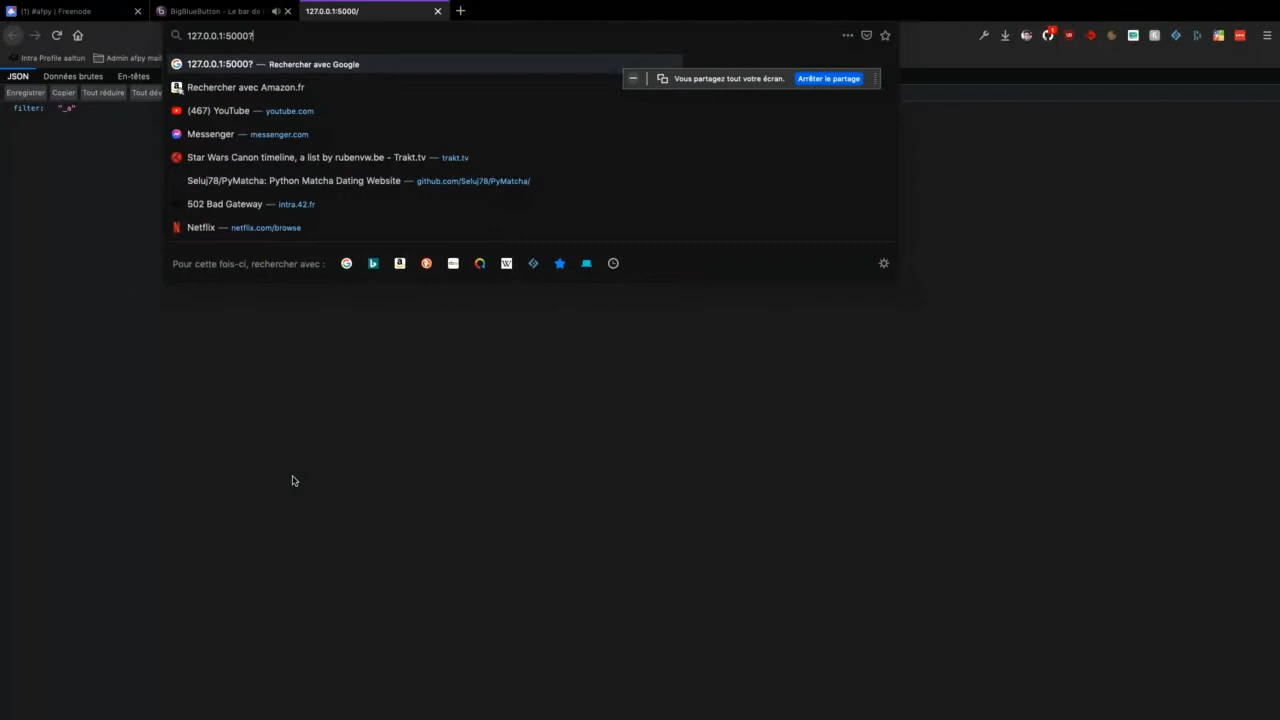 (1) #afpy | Freenode
BigBlueButton - Le bar de
127.0.0.1:5000/
127.0.0.1:5000?
Intra Profile aaltun
Admin afpy mail
127.0.0.1:5000? — Rechercher avec Google
JSON
Données brutes
En-têtes
Vous partagez tout votre écran.
Arrêter le partage
Rechercher avec Amazon.fr
Enregistrer
Copier
Tout réduire
Tout dév
filter: "_a"
(467) YouTube — youtube.com
Messenger — messenger.com
Star Wars Canon timeline, a list by rubenvw.be - Trakt.tv — trakt.tv
Seluj78/PyMatcha: Python Matcha Dating Website — github.com/Seluj78/PyMatcha/
502 Bad Gateway — intra.42.fr
Netflix — netflix.com/browse
Pour cette fois-ci, rechercher avec :